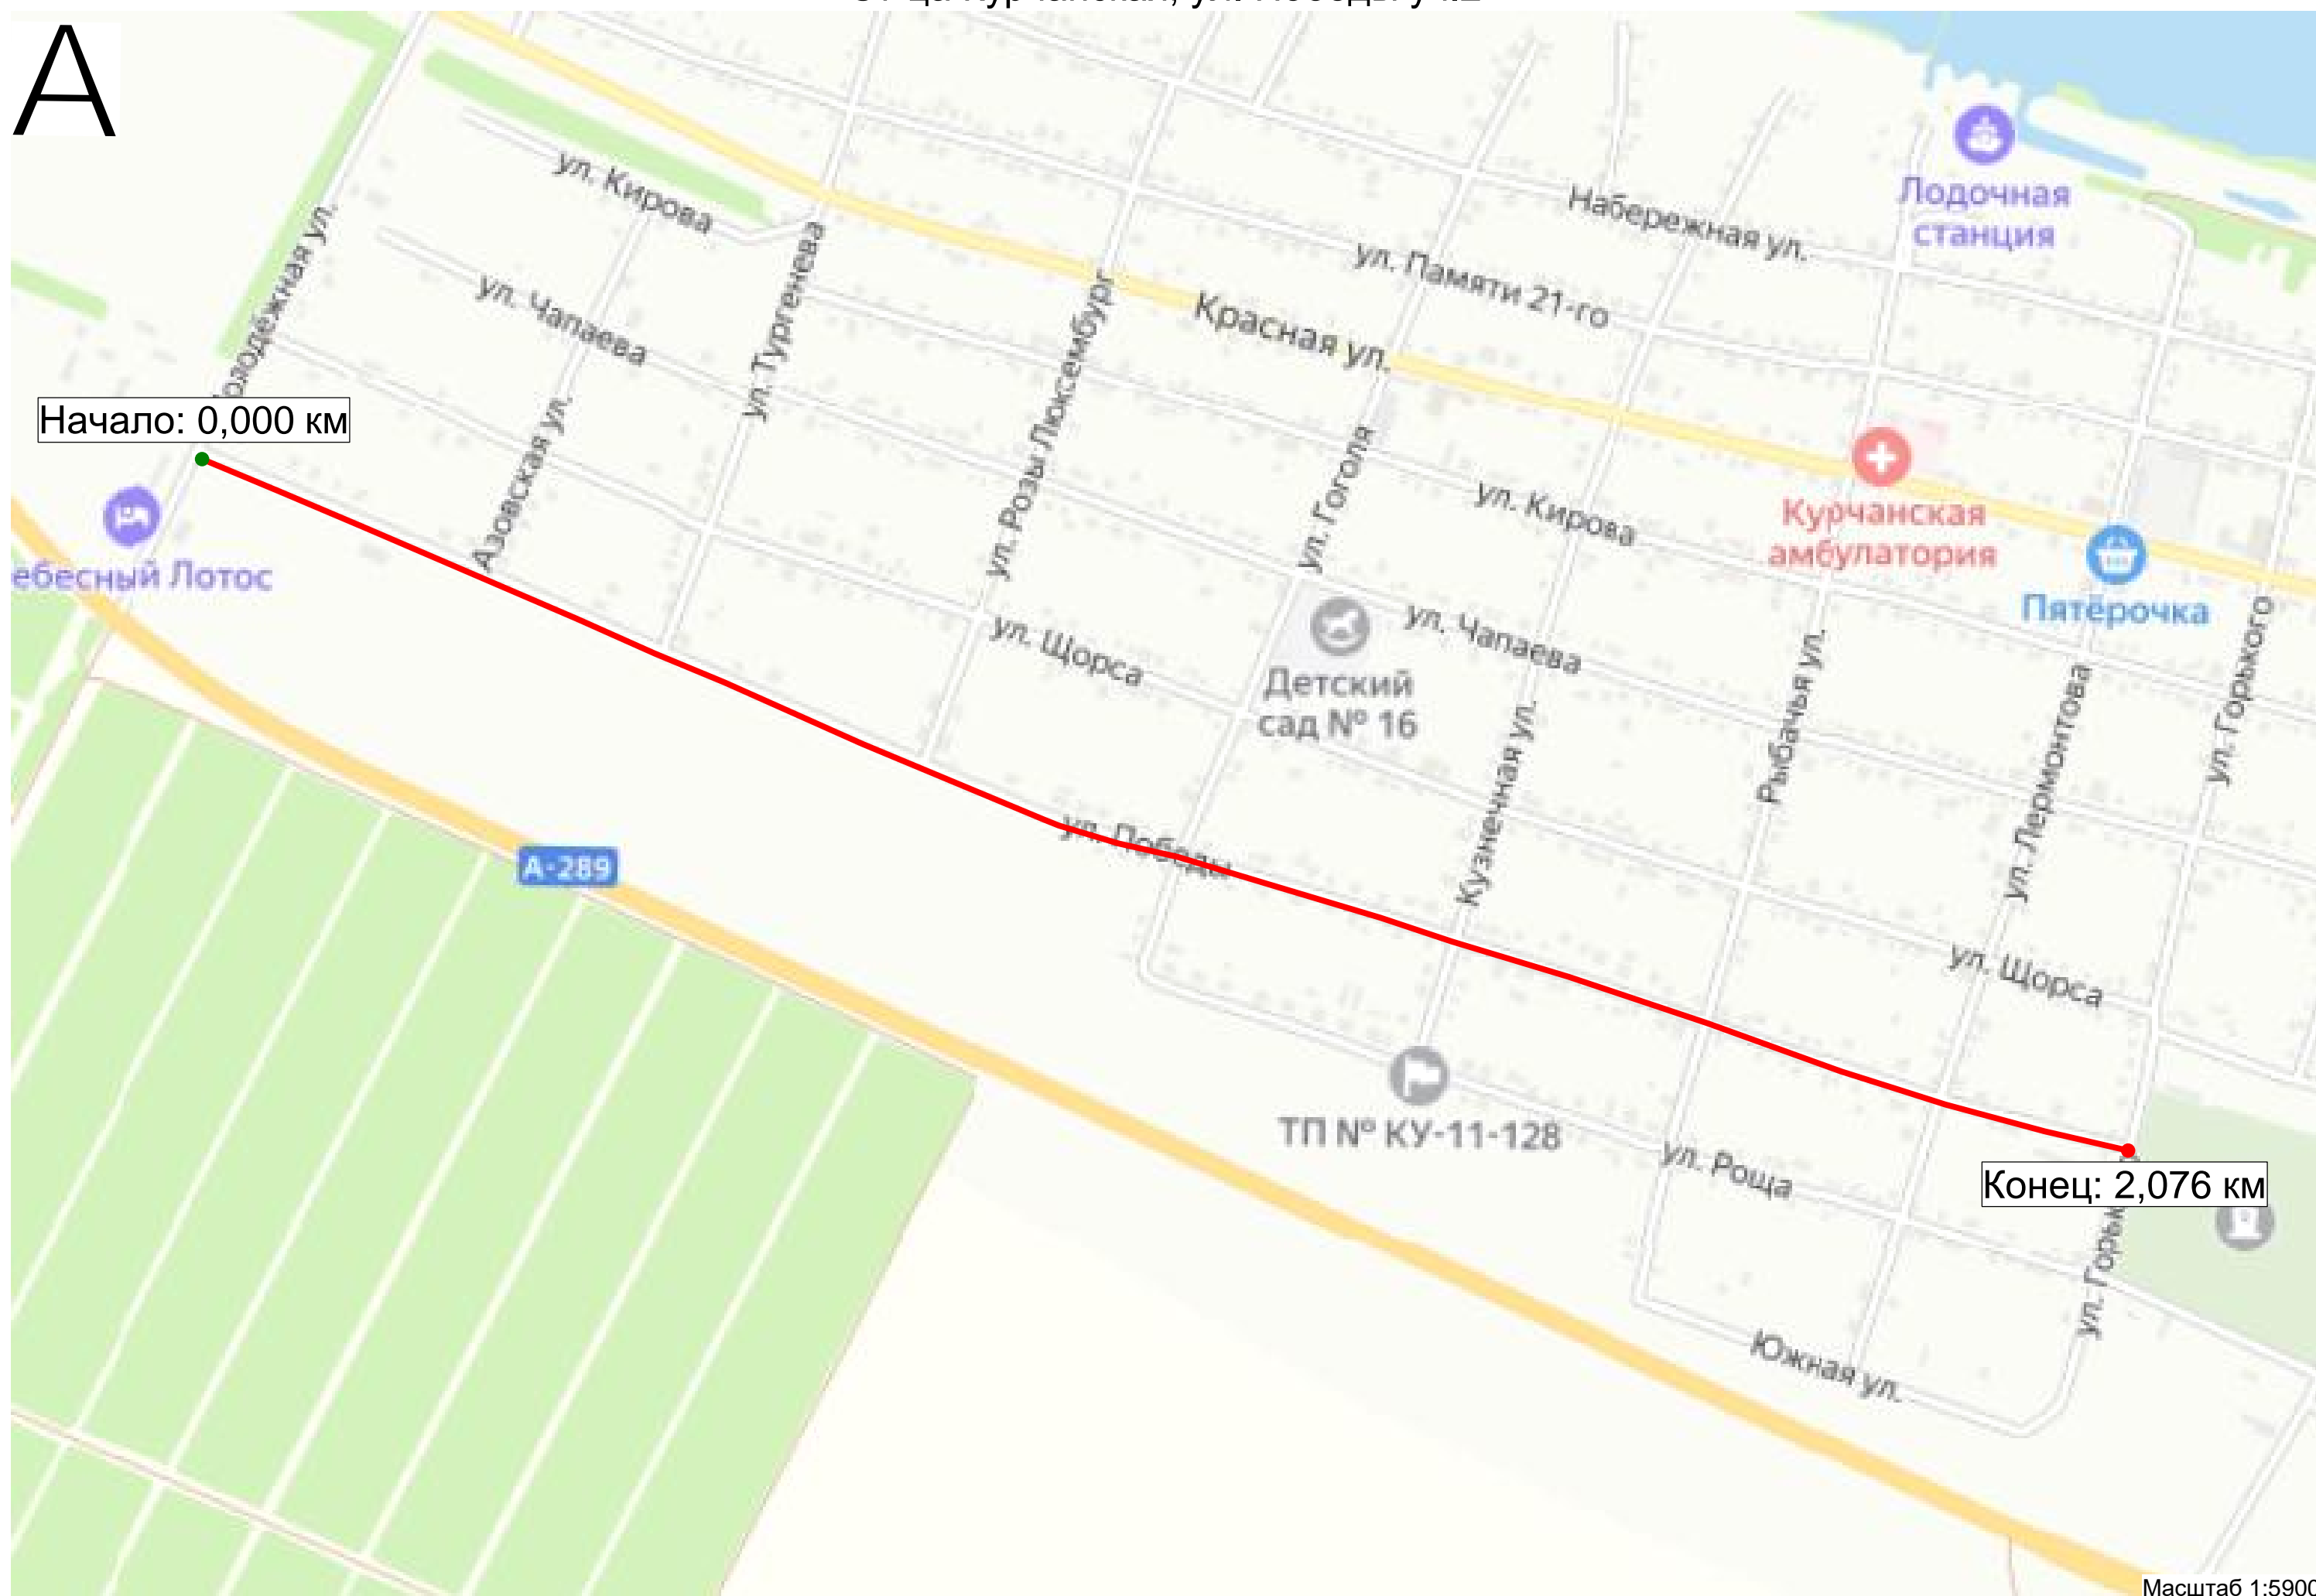 А
ул. Кирова
Набережная ул.
Лодочная
станция
ул. Памяти 21-го
ул. Чапаева
ул. Тургенева
ул. Розы Люксембург
Красная ул.
Начало: 0,000 км
Азовская ул.
ул. Гоголя
ул. Кирова
Курчанская
амбулатория
Пятёрочка
ебесный Лотос
ул. Щорса
ул. Чапаева
Детский
сад № 16
Кузнечная ул.
Рыбачья ул.
ул. Лермонтова
ул. Горького
А-289
ул. Победы
ул. Щорса
ТП № КУ-11-128
ул. Роща
Конец: 2,076 км
Южная ул.
Масштаб 1:5900